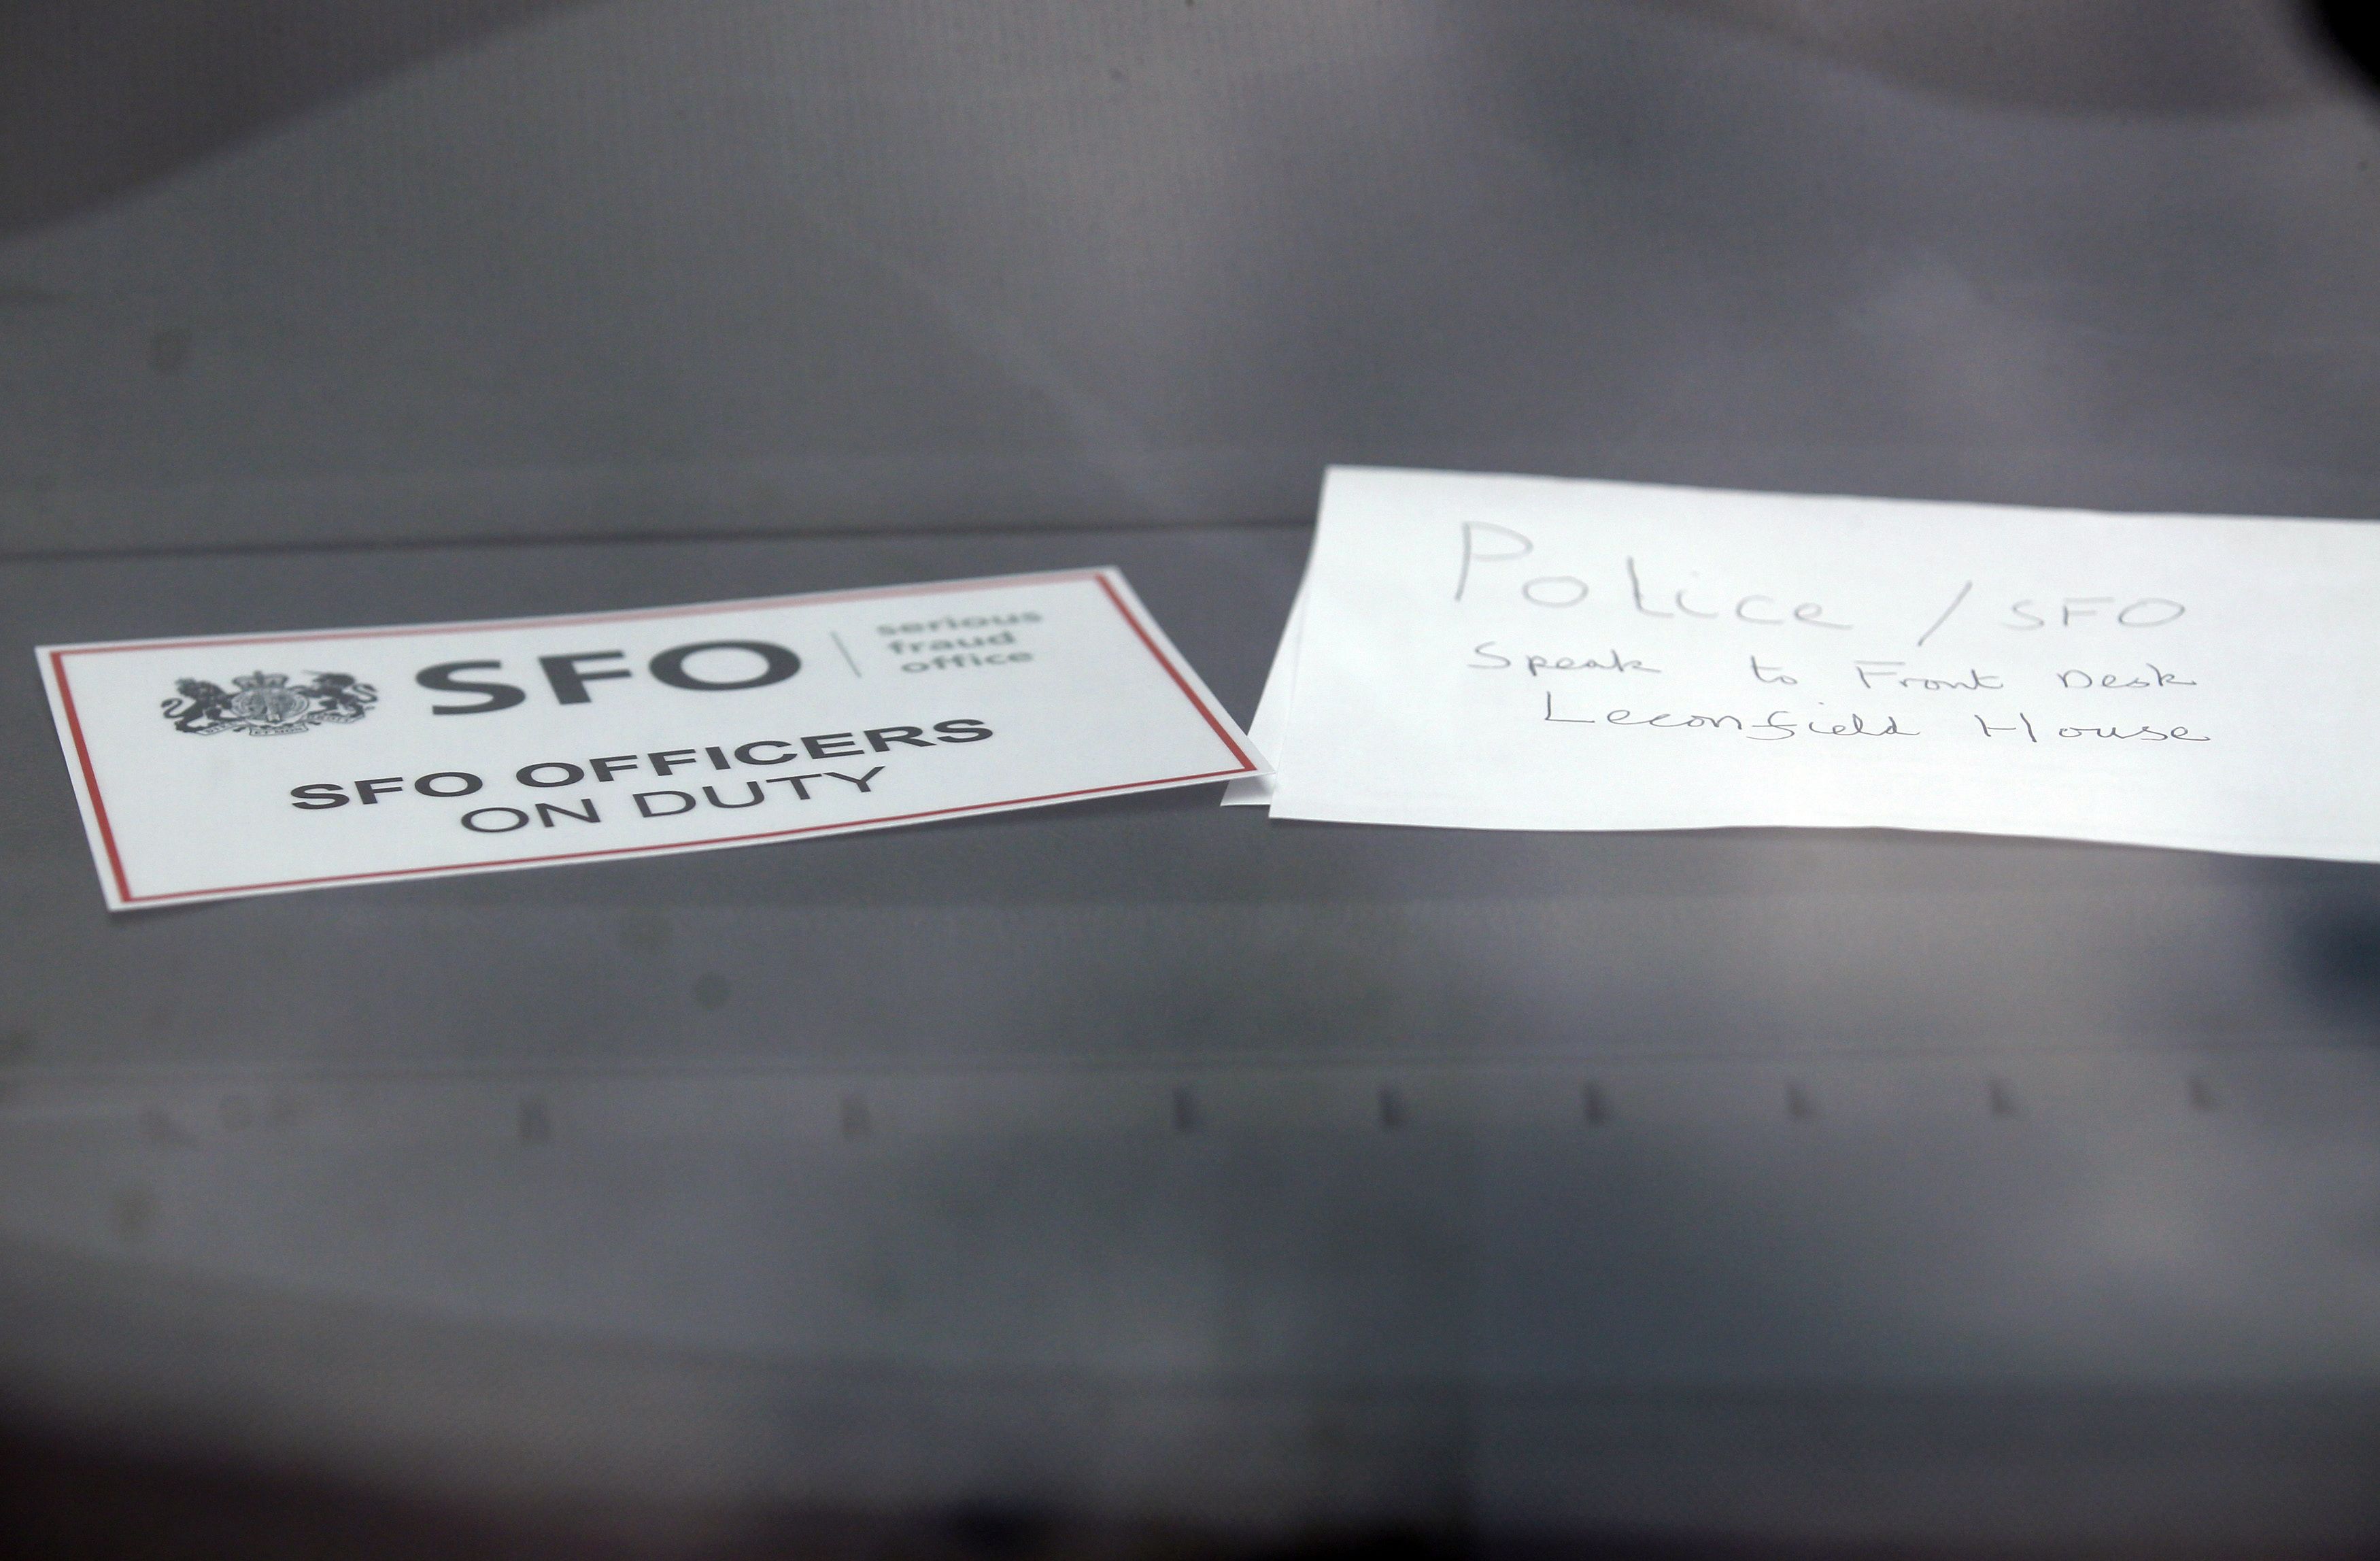 SFO
serious
fraud
office
SFO OFFICERS
ON DUTY
Police / SFO
Speak to Front Desk
Leconfield House